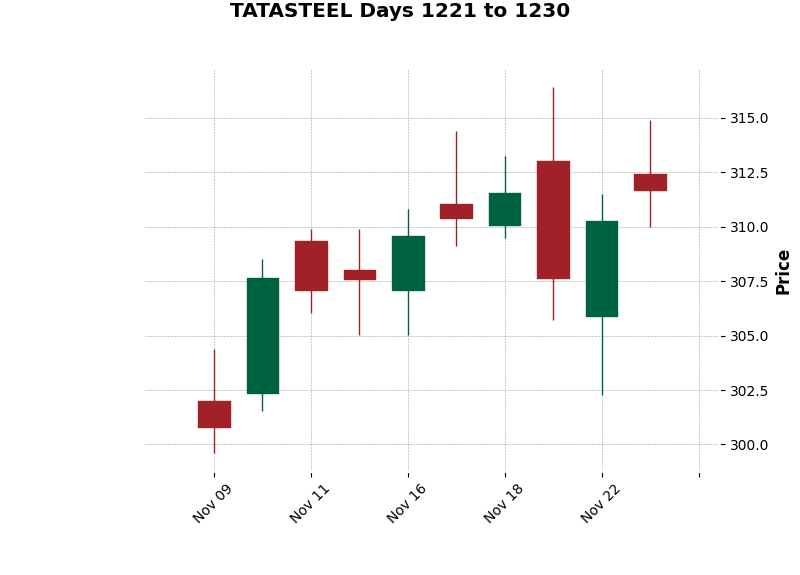 TATASTEEL Days 1221 to 1230
315.0
312.5
310.0
307.5
305.0
302.5
300.0
Price
Nov 09
Nov 11
Nov 16
Nov 18
Nov 22